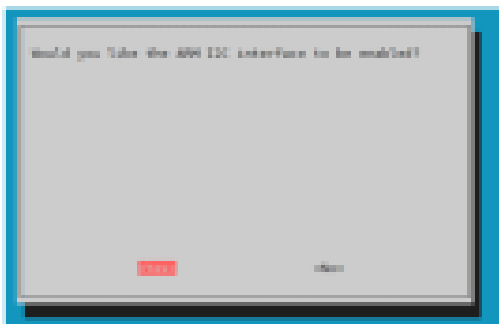 Would you like the ARM I2C interface to be enabled?
<Yes> <No>